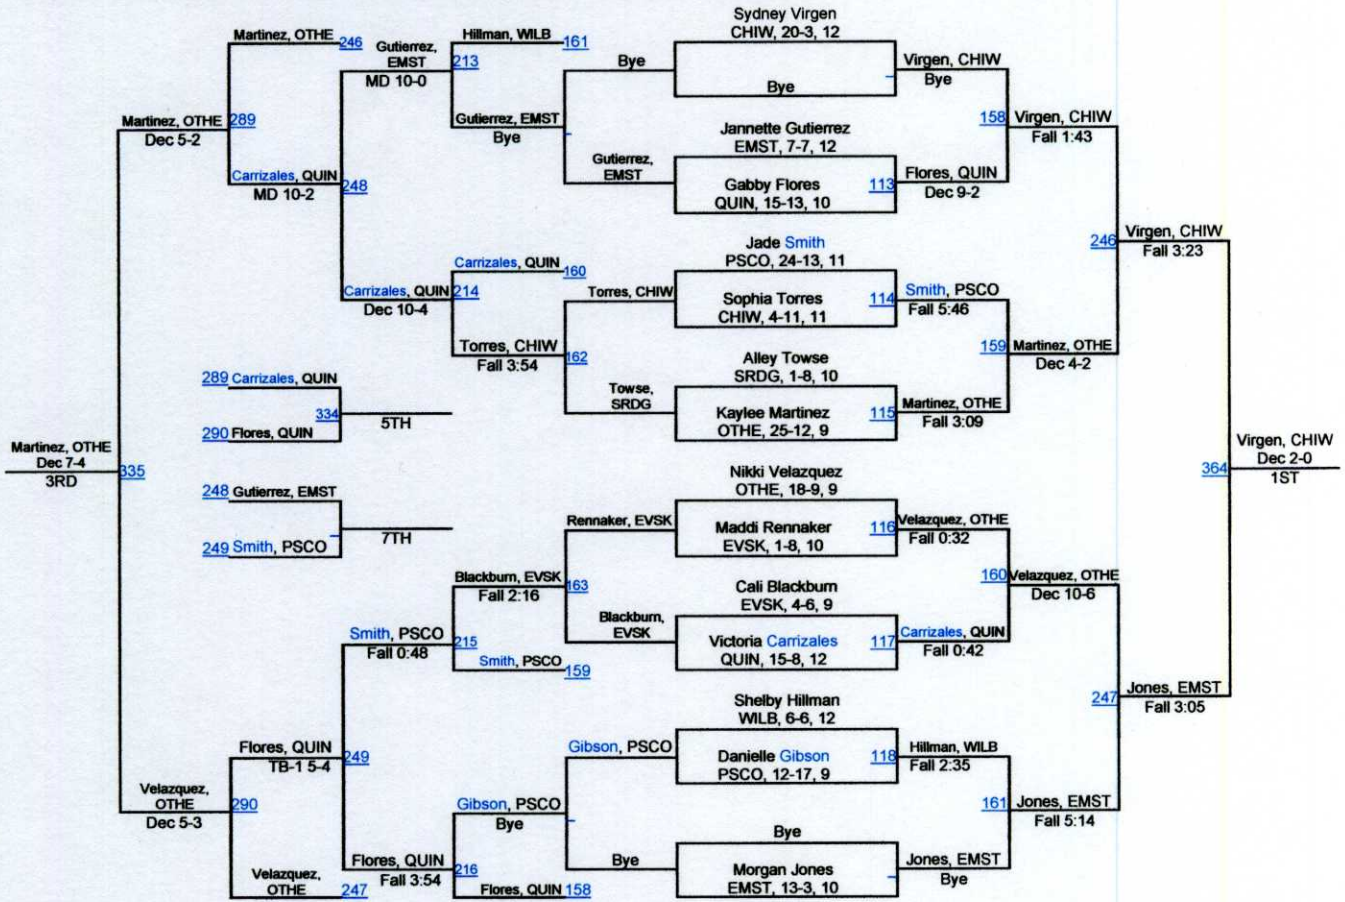 Sydney Virgen
CHIW, 20-3, 12
Bye
Jannette Gutierrez
EMST, 7-7, 12
Gabby Flores
QUIN, 15-13, 10
113
Jade Smith
PSCO, 24-13, 11
Sophia Torres
CHIW, 4-11, 11
114
Alley Towse
SRDG, 1-8, 10
Kaylee Martinez
OTHE, 25-12, 9
115
Nikki Velazquez
OTHE, 18-9, 9
Maddi Rennaker
EVSK, 1-8, 10
116
Cali Blackburn
EVSK, 4-6, 9
Victoria Carrizales
QUIN, 15-8, 12
117
Shelby Hillman
WILB, 6-6, 12
Danielle Gibson
PSCO, 12-17, 9
118
Bye
Morgan Jones
EMST, 13-3, 10
Virgen, CHIW
Bye
158
Flores, QUIN
Dec 9-2
Smith, PSCO
Fall 5:46
159
Martinez, OTHE
Fall 3:09
Velazquez, OTHE
Fall 0:32
160
Carrizales, QUIN
Fall 0:42
Hillman, WILB
Fall 2:35
161
Jones, EMST
Bye
Virgen, CHIW
Fall 1:43
246
Martinez, OTHE
Dec 4-2
Velazquez, OTHE
Dec 10-6
247
Jones, EMST
Fall 5:14
Virgen, CHIW
Fall 3:23
364
Jones, EMST
Fall 3:05
Virgen, CHIW
Dec 2-0
1ST
Bye
Gutierrez,
EMST
Torres, CHIW
162
Towse,
SRDG
Rennaker, EVSK
163
Blackburn,
EVSK
Gibson, PSCO
Bye
Hillman, WILB
161
213
Gutierrez, EMST
Bye
Carrizales, QUIN
160
214
Torres, CHIW
Fall 3:54
Blackburn, EVSK
Fall 2:16
215
Smith, PSCO
159
Gibson, PSCO
Bye
216
Flores, QUIN
158
Gutierrez,
EMST
MD 10-0
248
Carrizales, QUIN
Dec 10-4
Smith, PSCO
Fall 0:48
249
Flores, QUIN
Fall 3:54
Martinez, OTHE
246
289
Carrizales, QUIN
MD 10-2
Flores, QUIN
TB-1 5-4
290
Velazquez,
OTHE
247
Martinez, OTHE
Dec 5-2
335
Velazquez,
OTHE
Dec 5-3
Martinez, OTHE
Dec 7-4
3RD
289 Carrizales, QUIN
334
5TH
290 Flores, QUIN
248 Gutierrez, EMST
7TH
249 Smith, PSCO